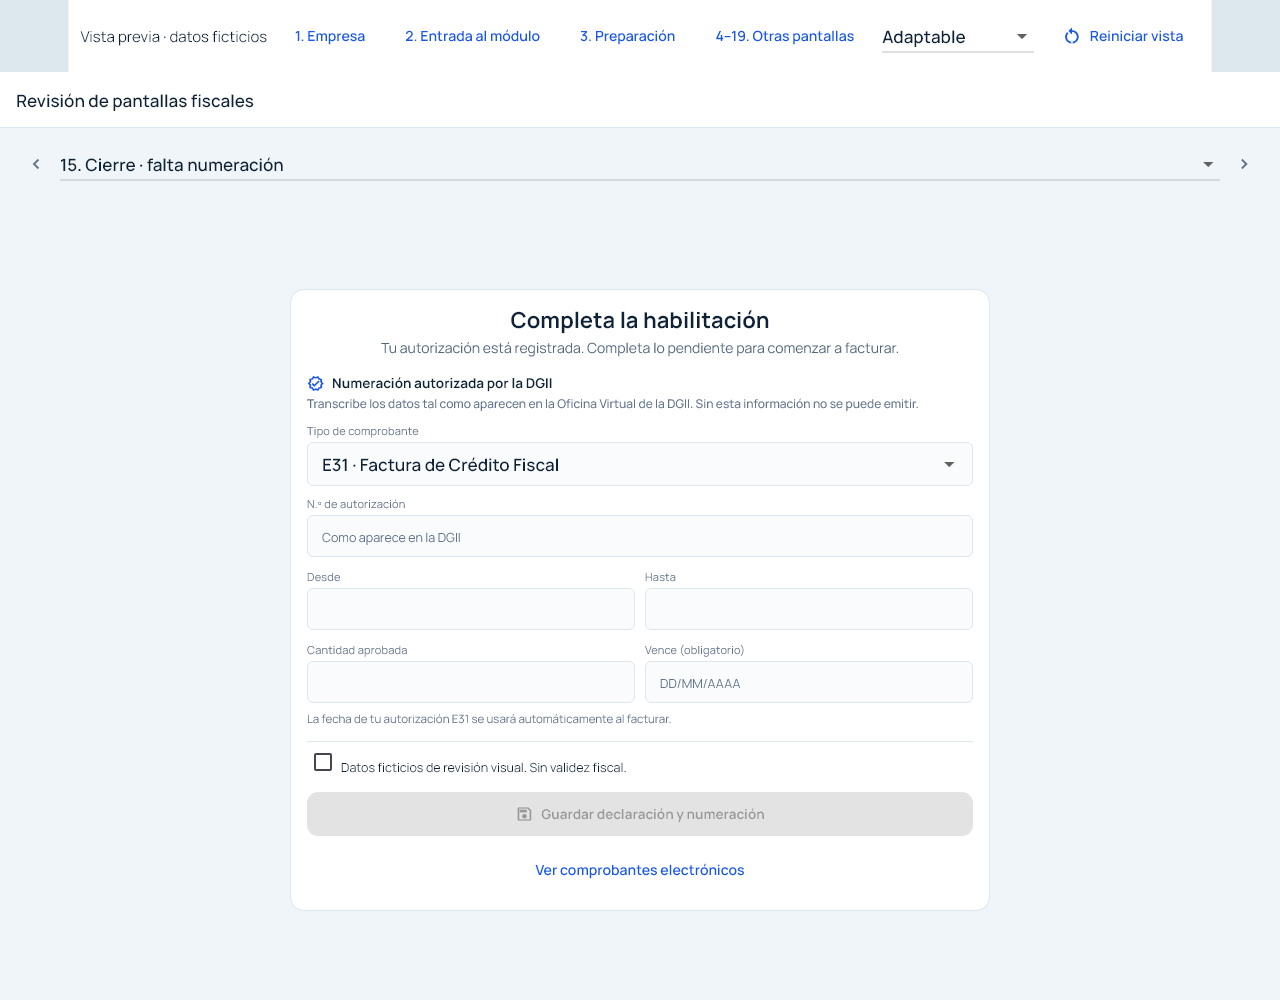 Vista previa · datos ficticios
1. Empresa
2. Entrada al módulo
3. Preparación
4–19. Otras pantallas
Adaptable
Reiniciar vista
Revisión de pantallas fiscales
15. Cierre · falta numeración
Completa la habilitación
Tu autorización está registrada. Completa lo pendiente para comenzar a facturar.
Numeración autorizada por la DGII
Transcribe los datos tal como aparecen en la Oficina Virtual de la DGII. Sin esta información no se puede emitir.
Tipo de comprobante
E31 · Factura de Crédito Fiscal
N.º de autorización
Como aparece en la DGII
Desde
Hasta
Cantidad aprobada
Vence (obligatorio)
DD/MM/AAAA
La fecha de tu autorización E31 se usará automáticamente al facturar.
Datos ficticios de revisión visual. Sin validez fiscal.
Guardar declaración y numeración
Ver comprobantes electrónicos